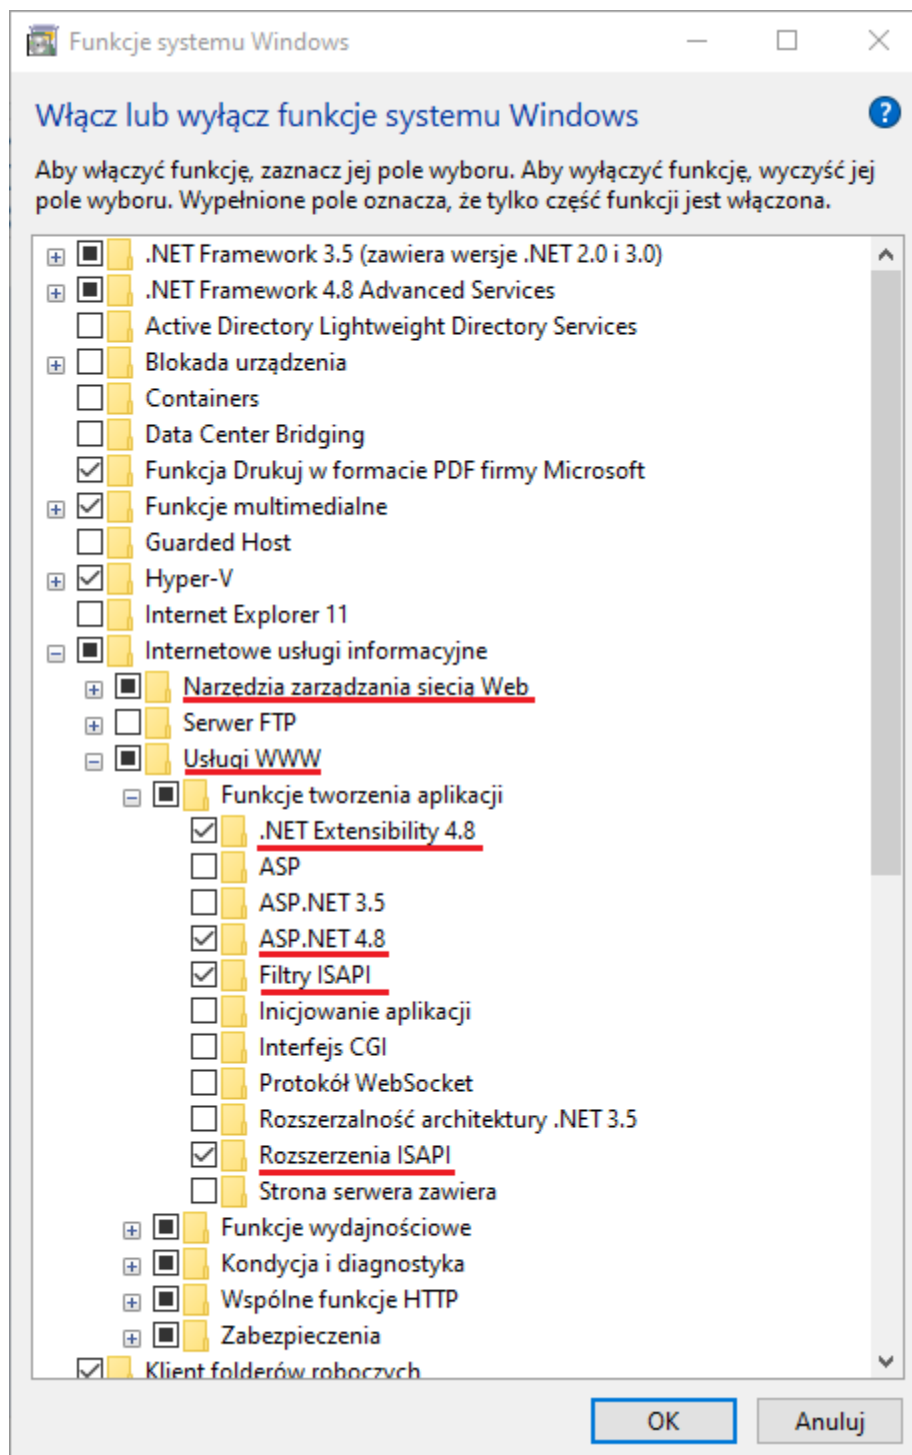 Funkcje systemu Windows
Włącz lub wyłącz funkcje systemu Windows
?
Aby włączyć funkcję, zaznacz jej pole wyboru. Aby wyłączyć funkcję, wyczyść jej
pole wyboru. Wypełnione pole oznacza, że tylko część funkcji jest włączona.
.NET Framework 3.5 (zawiera wersje .NET 2.0 i 3.0)
.NET Framework 4.8 Advanced Services
Active Directory Lightweight Directory Services
Blokada urządzenia
Containers
Data Center Bridging
Funkcja Drukuj w formacie PDF firmy Microsoft
Funkcje multimedialne
Guarded Host
Hyper-V
Internet Explorer 11
Internetowe usługi informacyjne
Narzędzia zarządzania siecią Web
Serwer FTP
Usługi WWW
Funkcje tworzenia aplikacji
.NET Extensibility 4.8
ASP
ASP.NET 3.5
ASP.NET 4.8
Filtry ISAPI
Inicjowanie aplikacji
Interfejs CGI
Protokół WebSocket
Rozszerzalność architektury .NET 3.5
Rozszerzenia ISAPI
Strona serwera zawiera
Funkcje wydajnościowe
Kondycja i diagnostyka
Wspólne funkcje HTTP
Zabezpieczenia
Klient folderów roboczych
OK
Anuluj